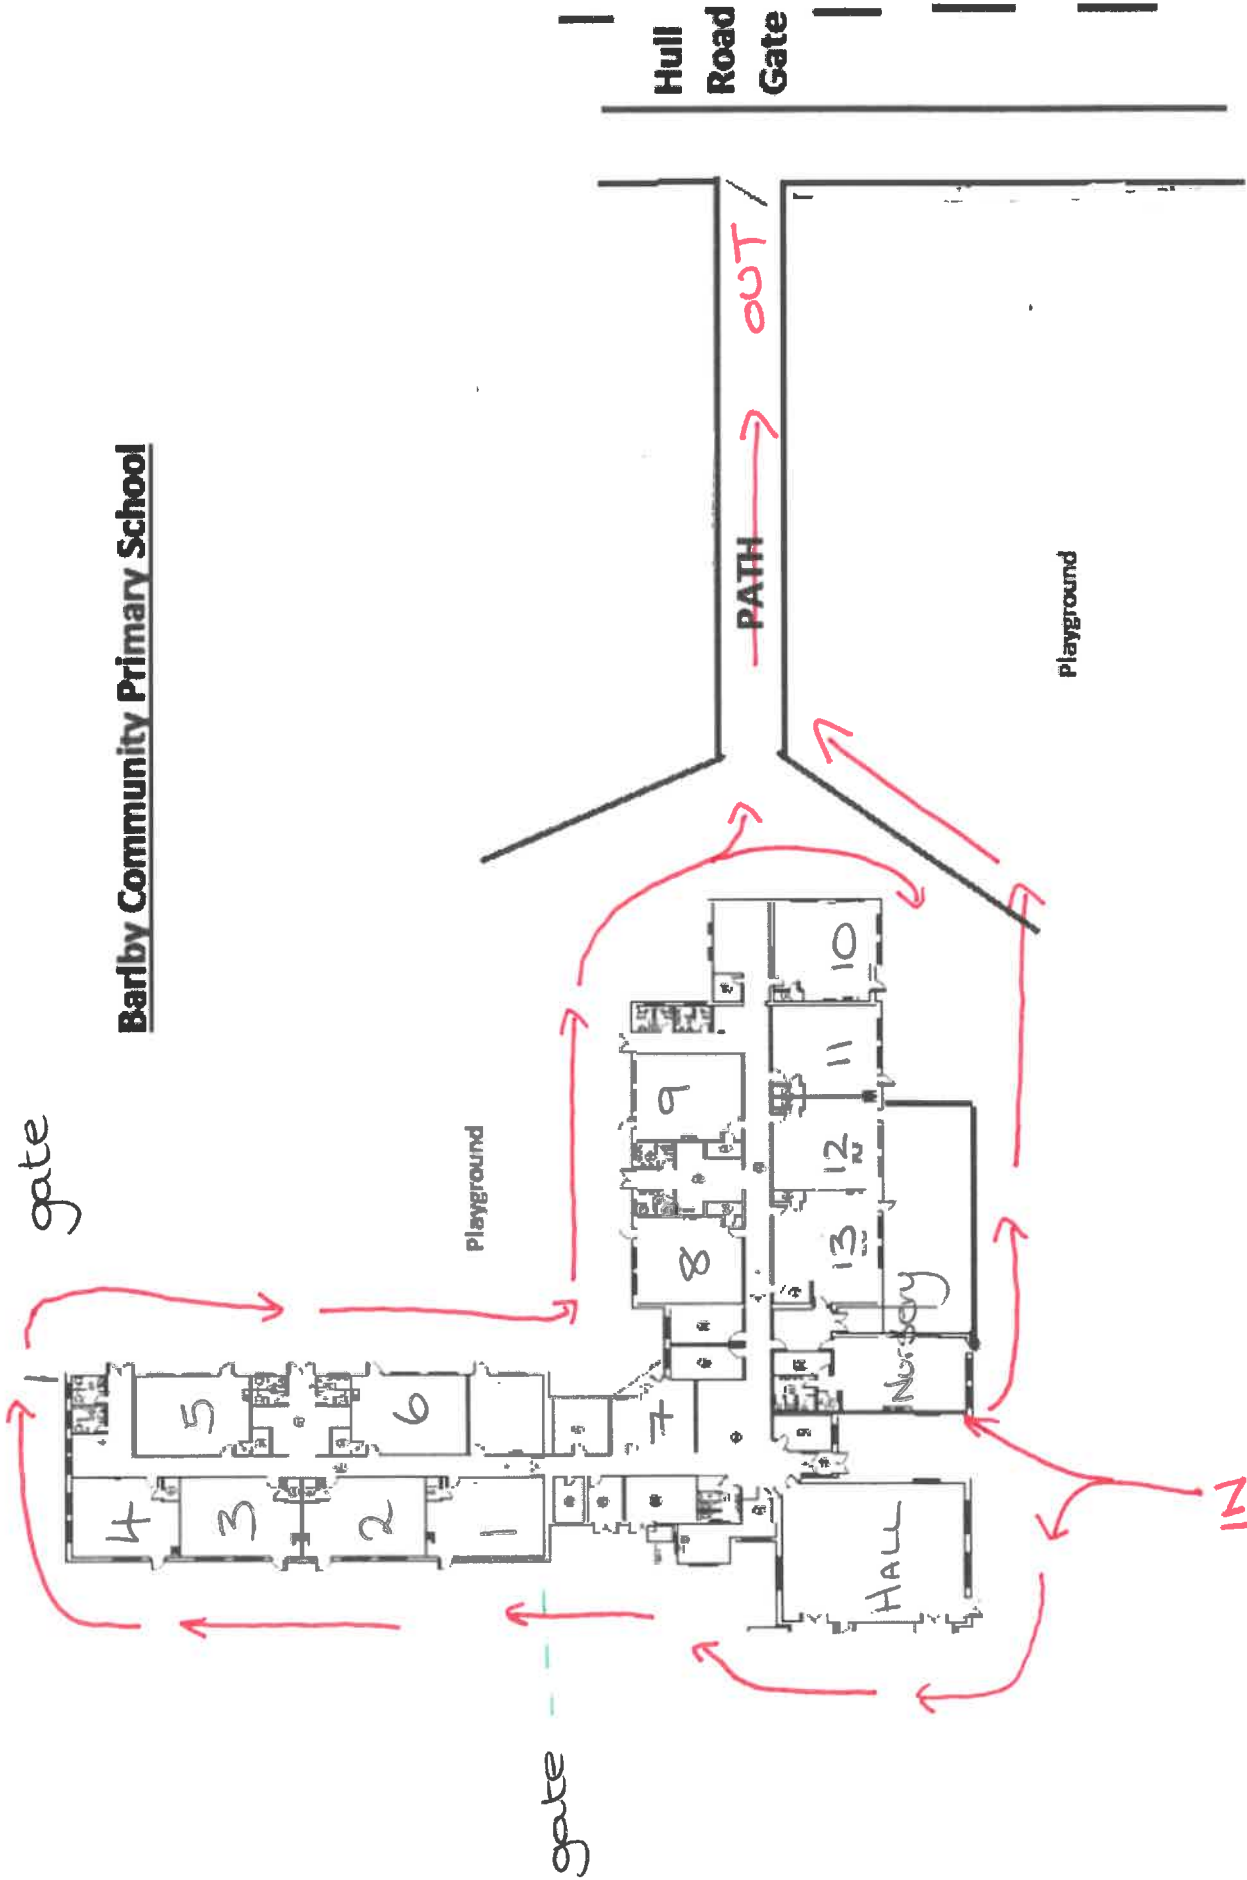 Barlby Community Primary School
Hull
Road
Gate
OUT
PATH
Playground
Playground
gate
gate
10
11
12
13
9
8
7
Nursery
5
6
4
3
2
1
HALL
IN